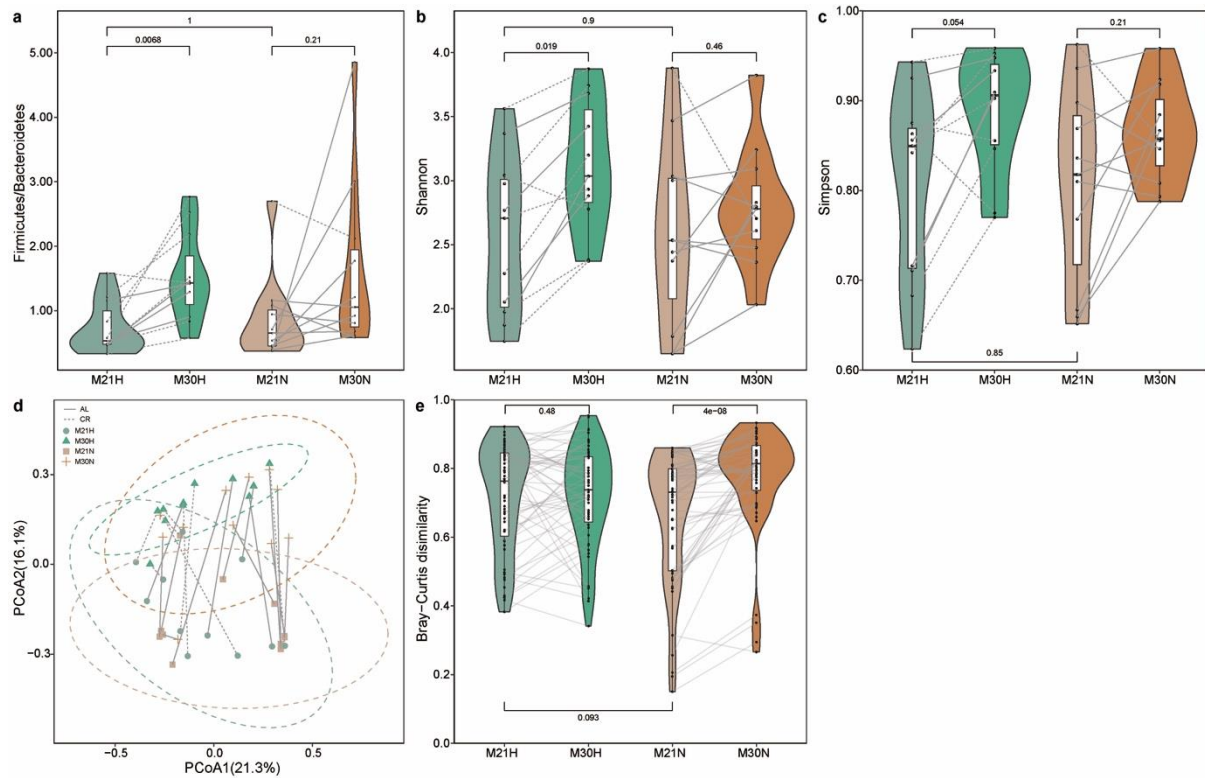 a
1
0.0068
0.21
Firmicutes/Bacteroidetes
5.00
4.00
3.00
2.00
1.00
M21H
M30H
M21N
M30N
b
0.9
0.019
0.46
Shannon
4.0
3.5
3.0
2.5
2.0
M21H
M30H
M21N
M30N
c
0.054
0.21
Simpson
1.00
0.90
0.80
0.70
0.60
0.85
M21H
M30H
M21N
M30N
d
AL
CR
M21H
M30H
M21N
M30N
PCoA2(16.1%)
0.3
0.0
−0.3
−0.5
0.0
0.5
PCoA1(21.3%)
e
0.48
4e−08
Bray−Curtis disimilarity
1.0
0.8
0.6
0.4
0.2
0.0
0.093
M21H
M30H
M21N
M30N